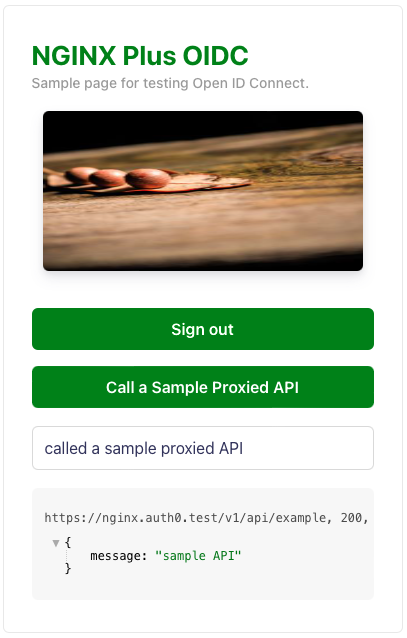 NGINX Plus OIDC
Sample page for testing Open ID Connect.
Sign out
Call a Sample Proxied API
called a sample proxied API
https://nginx.auth0.test/v1/api/example, 200,
{
message: "sample API"
}